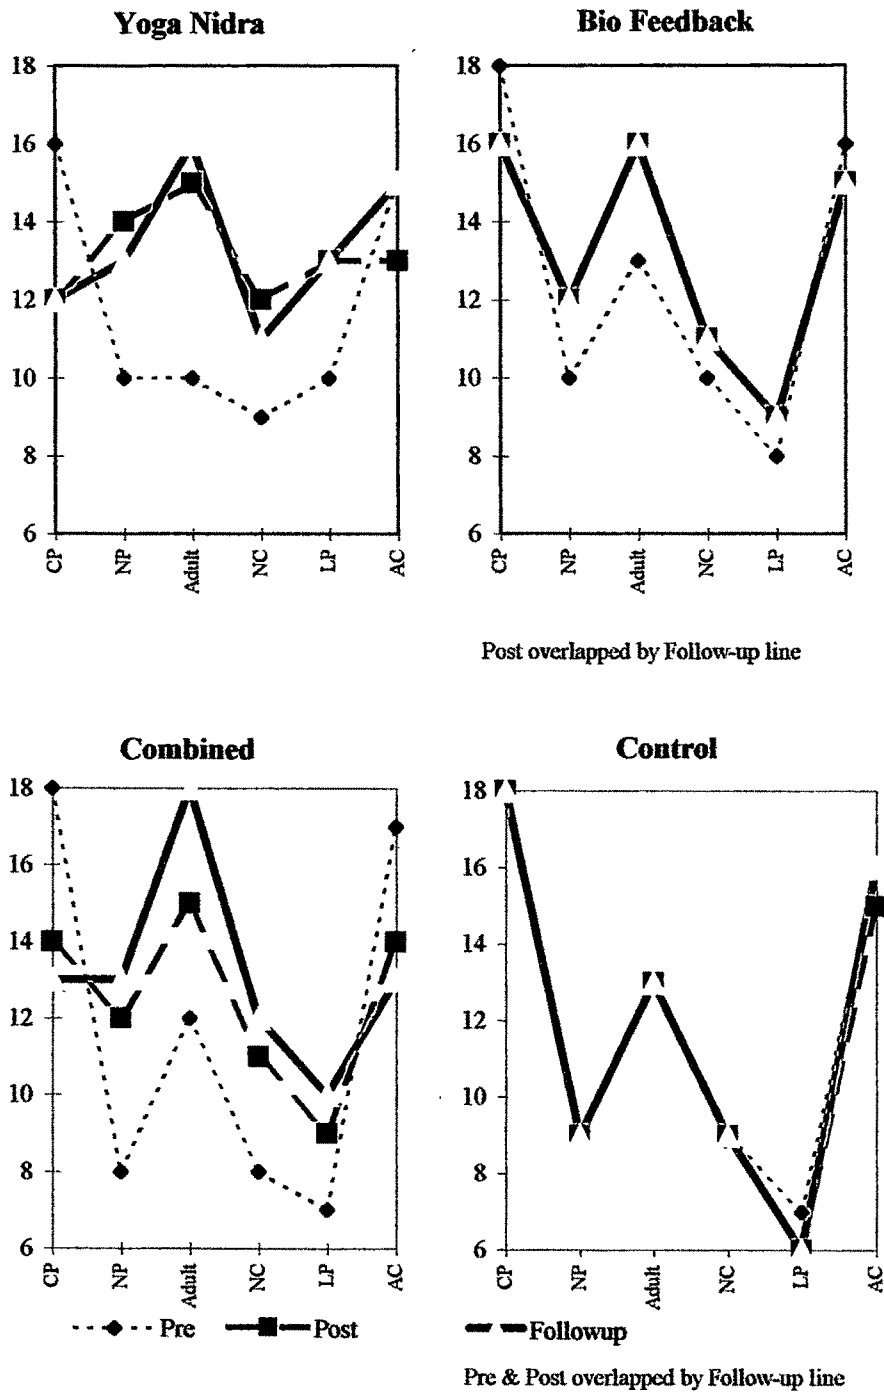 Yoga Nidra
18
16
14
12
10
8
6
CP
NP
Adult
NC
LP
AC
Bio Feedback
18
16
14
12
10
8
6
CP
NP
Adult
NC
LP
AC
Post overlapped by Follow-up line
Combined
18
16
14
12
10
8
6
CP
NP
Adult
NC
LP
AC
Control
18
16
14
12
10
8
6
CP
NP
Adult
NC
LP
AC
Pre
Post
Followup
Pre & Post overlapped by Follow-up line